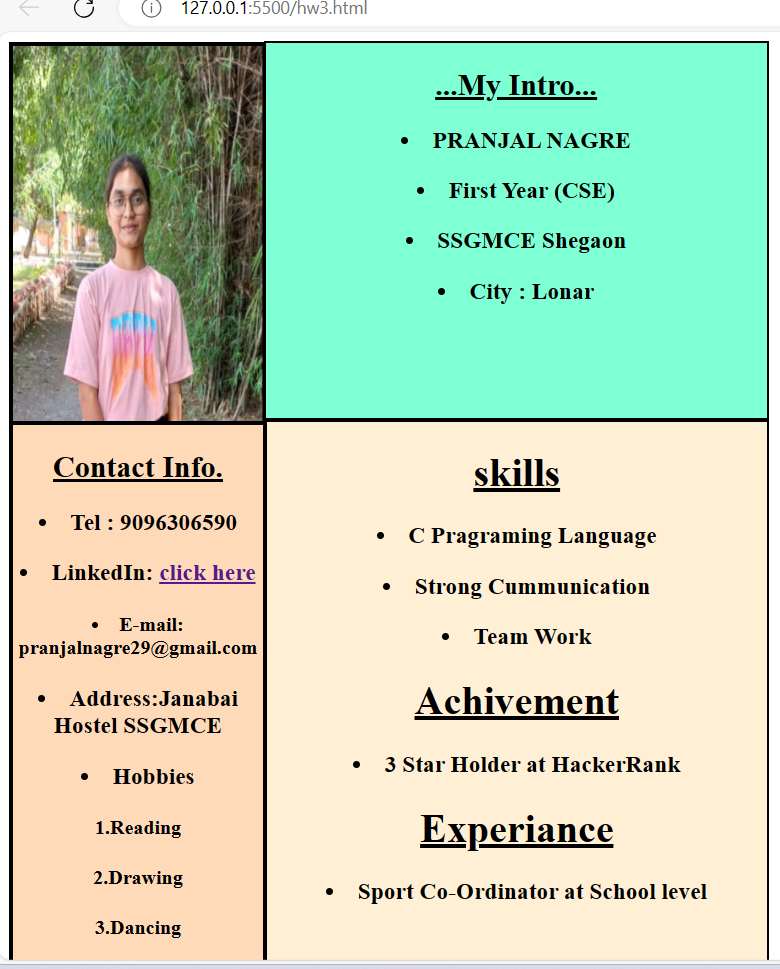 127.0.0.1:5500/hw3.html
...My Intro...
• PRANJAL NAGRE
• First Year (CSE)
• SSGMCE Shegaon
• City : Lonar
Contact Info.
• Tel : 9096306590
• LinkedIn: click here
• E-mail:
pranjalnagre29@gmail.com
• Address:Janabai
Hostel SSGMCE
• Hobbies
1.Reading
2.Drawing
3.Dancing
skills
• C Pragraming Language
• Strong Cummunication
• Team Work
Achivement
• 3 Star Holder at HackerRank
Experiance
• Sport Co-Ordinator at School level